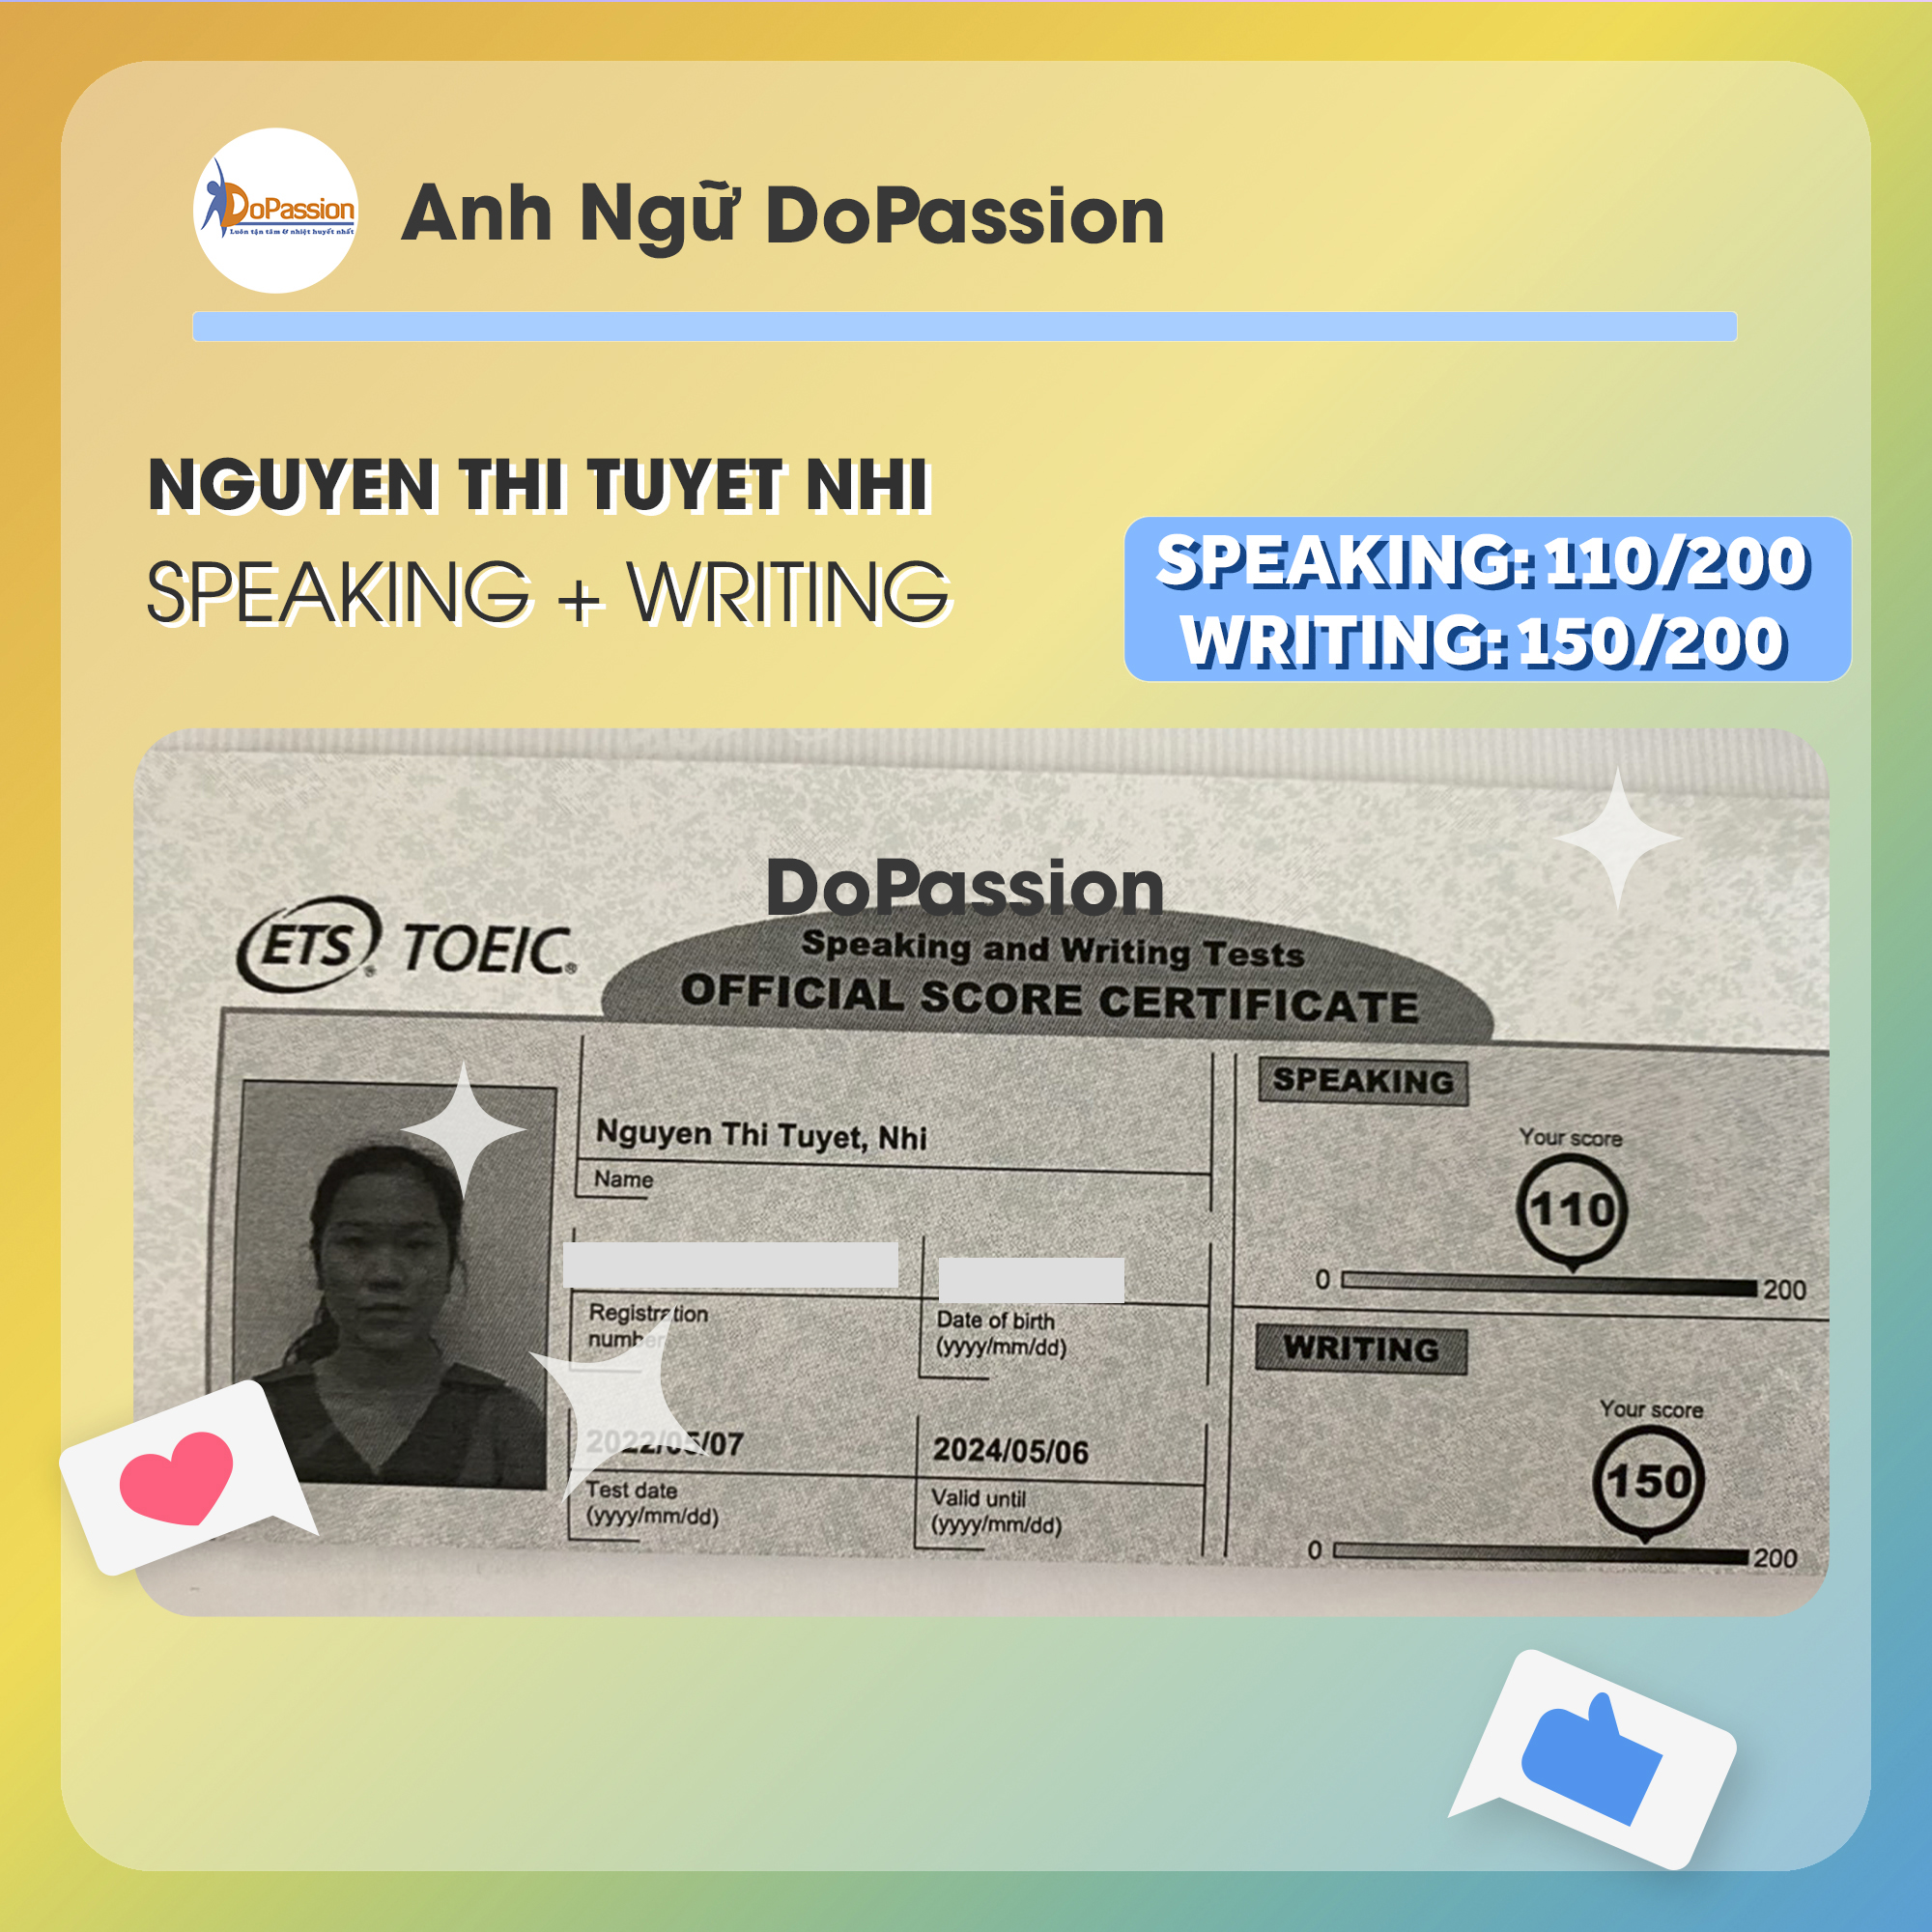 DoPassion
Luôn tận tâm & nhiệt huyết nhất
Anh Ngữ DoPassion
NGUYEN THI TUYET NHI
SPEAKING + WRITING
SPEAKING: 110/200
WRITING: 150/200
DoPassion
ETS® TOEIC®
Speaking and Writing Tests
OFFICIAL SCORE CERTIFICATE
Nguyen Thi Tuyet, Nhi
Name
Registration
number
Date of birth
(yyyy/mm/dd)
2022/05/07
Test date
(yyyy/mm/dd)
2024/05/06
Valid until
(yyyy/mm/dd)
SPEAKING
Your score
110
0 200
WRITING
Your score
150
0 200